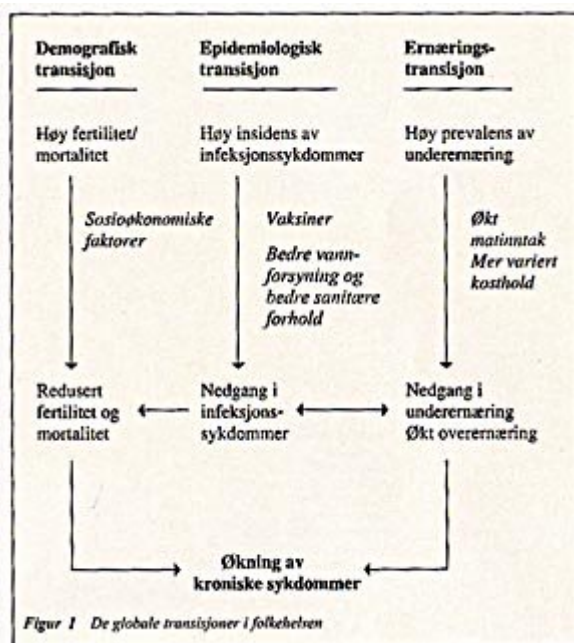 Demografisk
transisjon
Epidemiologisk
transisjon
Ernærings-
transisjon
Høy fertilitet/
mortalitet
Høy insidens av
infeksjonssykdommer
Høy prevalens av
underernæring
Sosioøkonomiske
faktorer
Vaksiner
Bedre vann-
forsyning og
bedre sanitære
forhold
Økt
matinntak
Mer variert
kosthold
Redusert
fertilitet og
mortalitet
Nedgang i
infeksjons-
sykdommer
Nedgang i
underernæring
Økt overernæring
Økning av
kroniske sykdommer
Figur 1 De globale transisjoner i folkehelsen